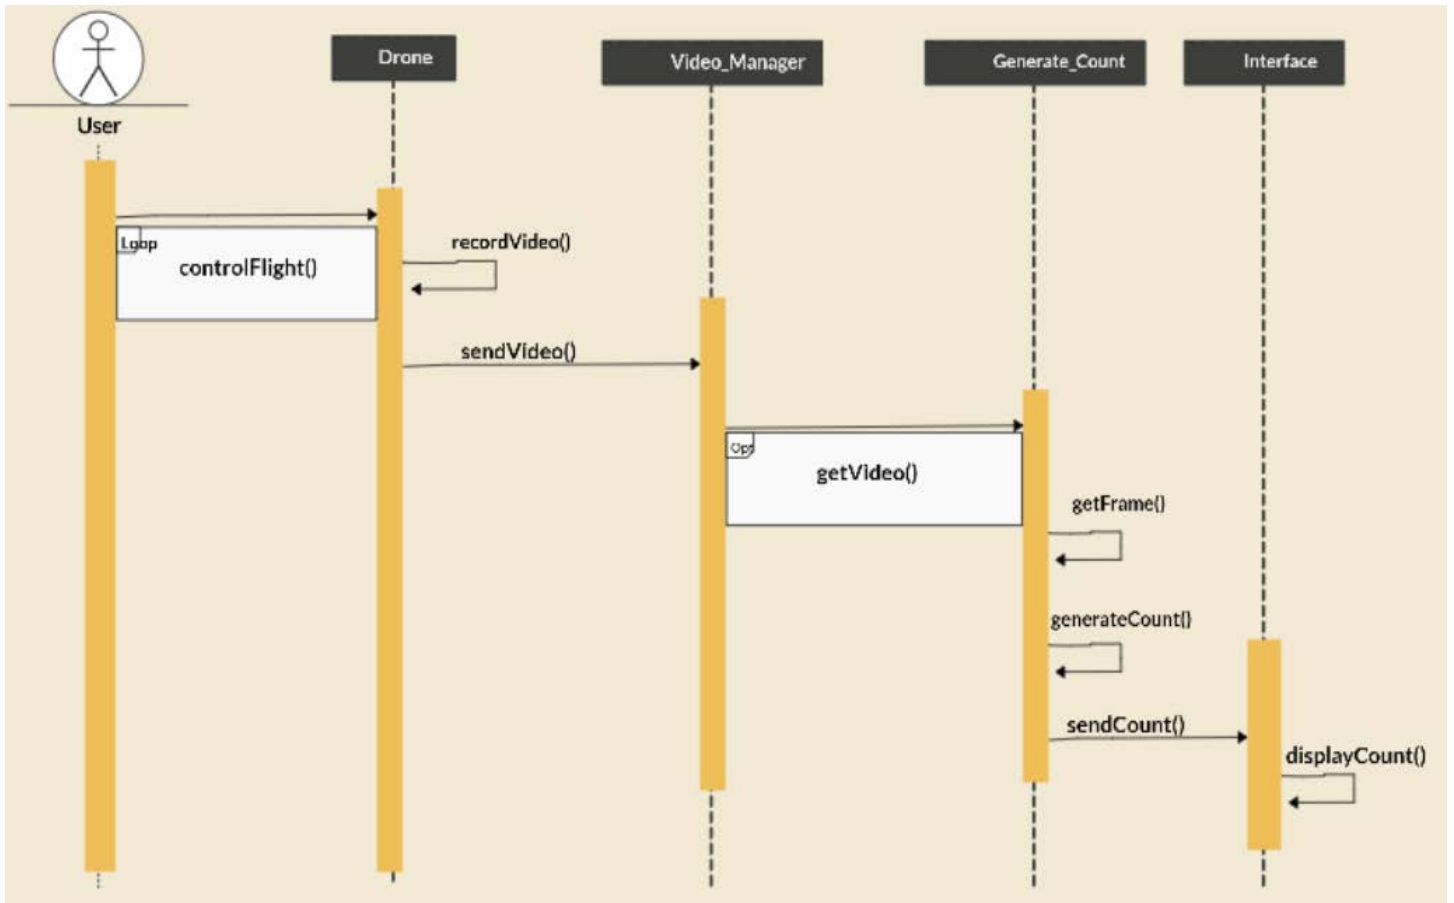 Drone
Video_Manager
Generate_Count
Interface
User
Loop
controlFlight()
recordVideo()
sendVideo()
Opt
getVideo()
getFrame()
generateCount()
sendCount()
displayCount()